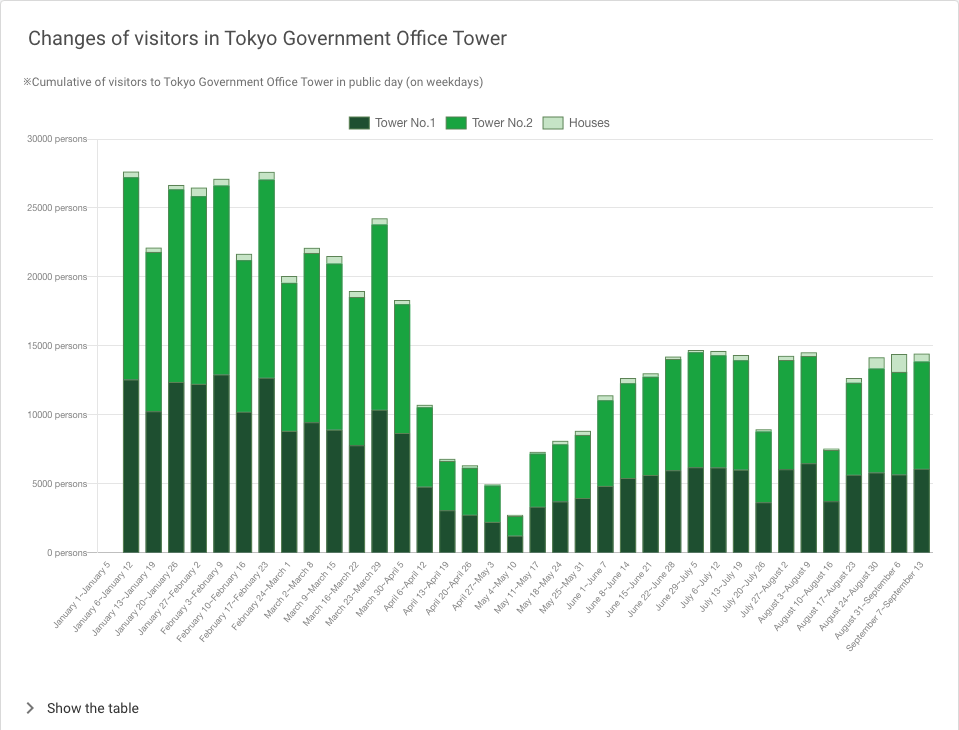 Changes of visitors in Tokyo Government Office Tower
※Cumulative of visitors to Tokyo Government Office Tower in public day (on weekdays)
Tower No.1 Tower No.2 Houses
30000 persons
25000 persons
20000 persons
15000 persons
10000 persons
5000 persons
0 persons
January 1~January 5
January 6~January 12
January 13~January 19
January 20~January 26
January 27~February 2
February 3~February 9
February 10~February 16
February 17~February 23
February 24~March 1
March 2~March 8
March 9~March 15
March 16~March 22
March 23~March 29
March 30~April 5
April 6~April 12
April 13~April 19
April 20~April 26
April 27~May 3
May 4~May 10
May 11~May 17
May 18~May 24
May 25~May 31
June 1~June 7
June 8~June 14
June 15~June 21
June 22~June 28
June 29~July 5
July 6~July 12
July 13~July 19
July 20~July 26
July 27~August 2
August 3~August 9
August 10~August 16
August 17~August 23
August 24~August 30
August 31~September 6
September 7~September 13
Show the table